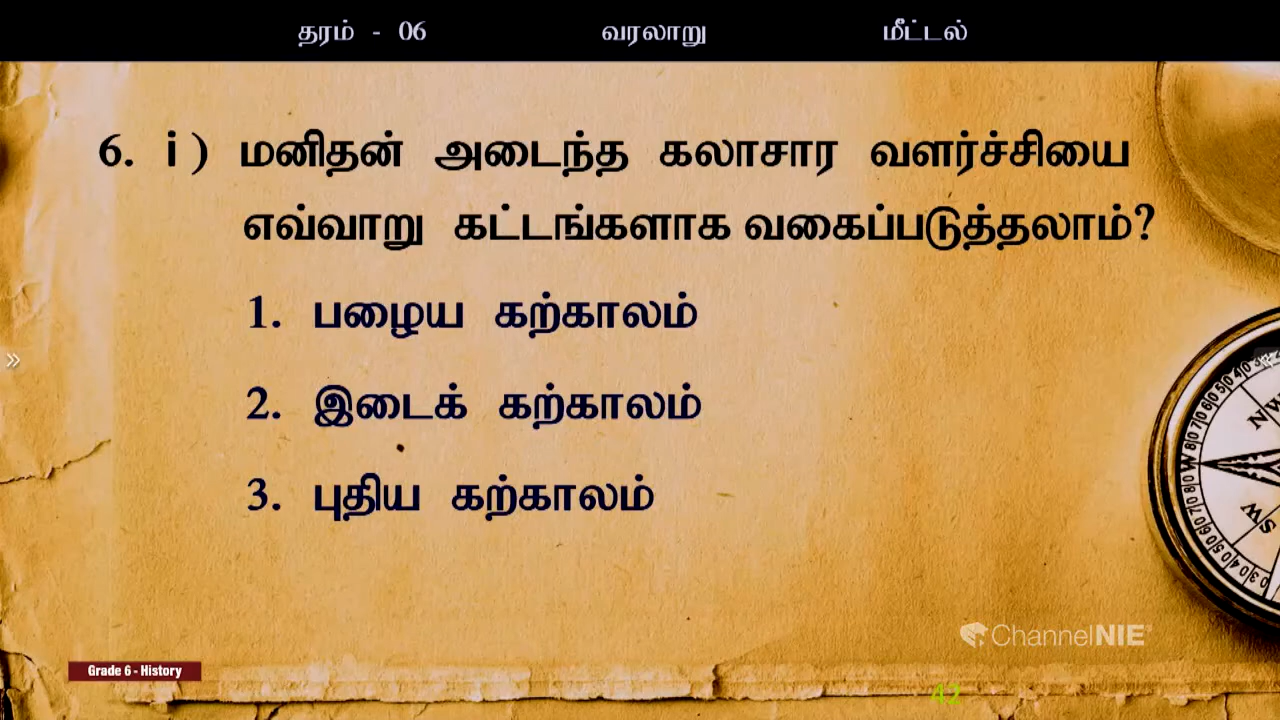 தரம் - 06 வரலாறு மீட்டல்
6. i) மனிதன் அடைந்த கலாசார வளர்ச்சியை
எவ்வாறு கட்டங்களாக வகைப்படுத்தலாம்?
1. பழைய கற்காலம்
2. இடைக் கற்காலம்
3. புதிய கற்காலம்
N
W
SW
ChannelNIE
Grade 6 - History
42